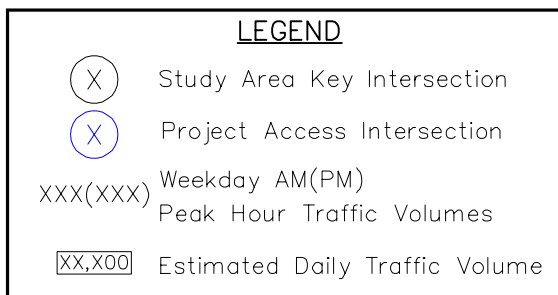 LEGEND
X Study Area Key Intersection
X Project Access Intersection
XXX(XXX) Weekday AM(PM)
Peak Hour Traffic Volumes
XX,X00 Estimated Daily Traffic Volume